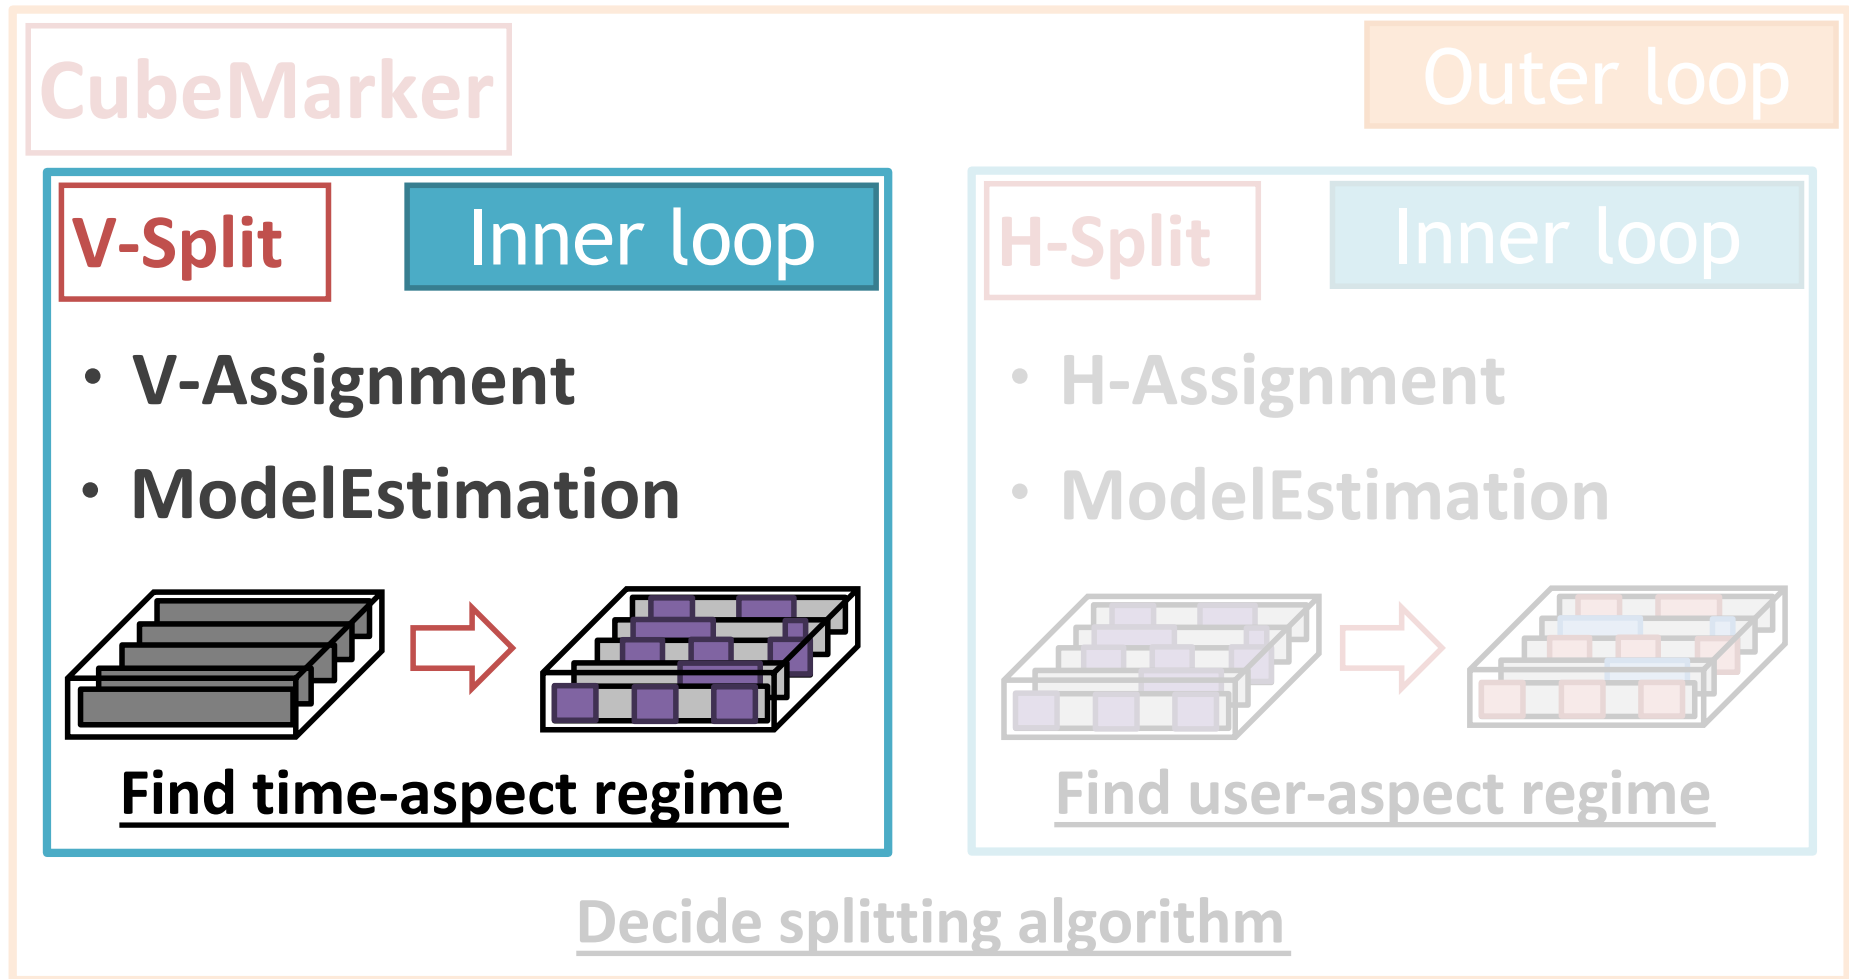 CubeMarker
Outer loop
V-Split
Inner loop
• V-Assignment
• ModelEstimation
Find time-aspect regime
H-Split
Inner loop
• H-Assignment
• ModelEstimation
Find user-aspect regime
Decide splitting algorithm